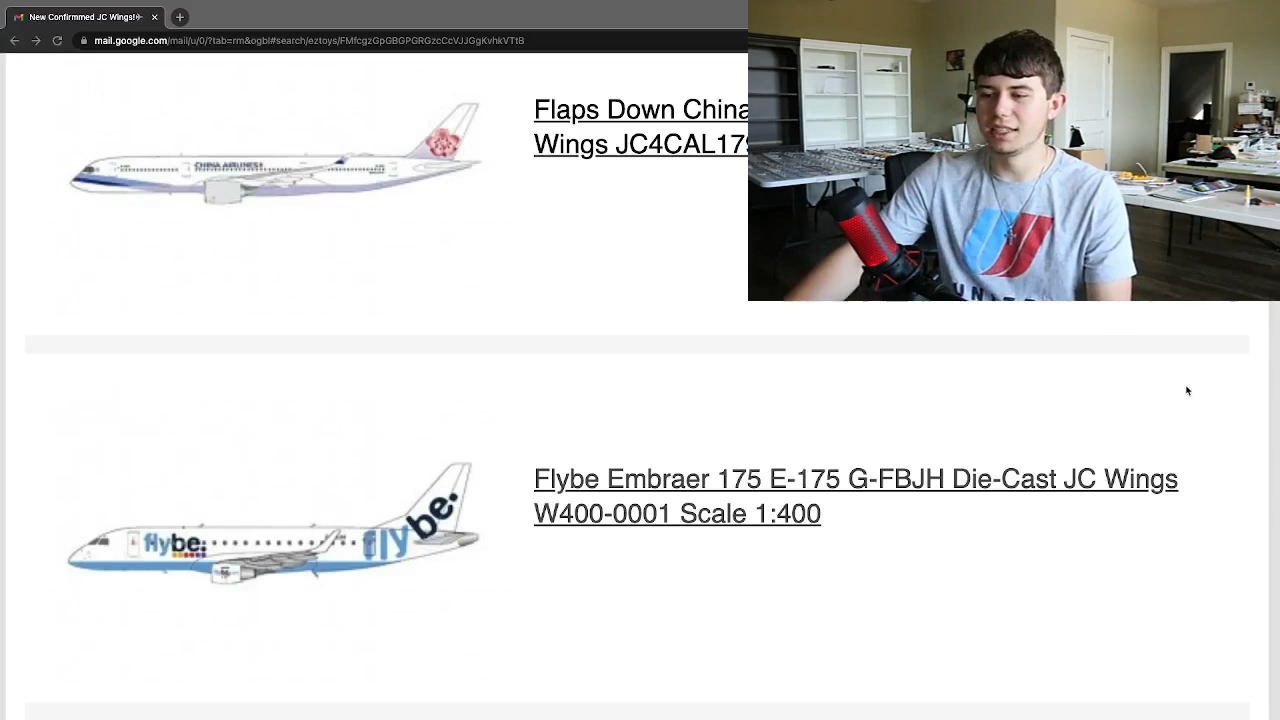 New Confirmmed JC Wings!
mail.google.com/mail/u/0/?tab=rm&ogbl#search/eztoys/FMfcgzGpGBGPGRGzcCcVJJGgKvhkVTtB
Flaps Down China
Wings JC4CAL179
CHINA AIRLINES
UNITED
Flybe Embraer 175 E-175 G-FBJH Die-Cast JC Wings
W400-0001 Scale 1:400
flybe.
flybe.